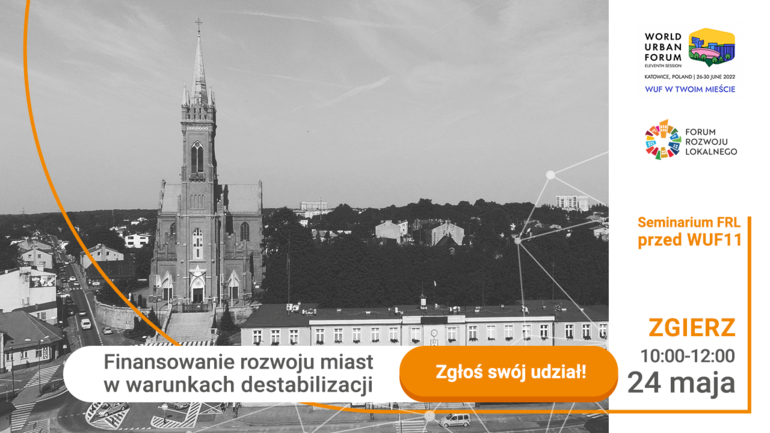 WORLD
URBAN
FORUM
ELEVENTH SESSION
KATOWICE, POLAND | 26-30 JUNE 2022
WUF W TWOIM MIEŚCIE
FORUM
ROZWOJU
LOKALNEGO
Seminarium FRL
przed WUF11
ZGIERZ
10:00-12:00
24 maja
Finansowanie rozwoju miast
w warunkach destabilizacji
Zgłoś swój udział!